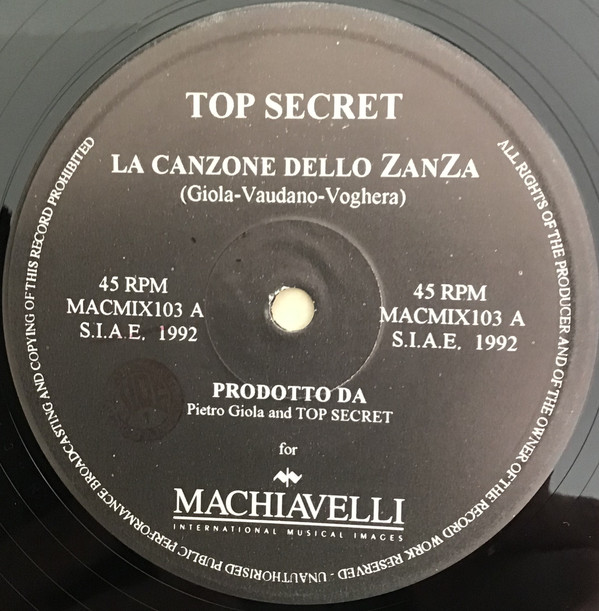 TOP SECRET
LA CANZONE DELLO ZANZA
(Giola-Vaudano-Voghera)
45 RPM
MACMIX103 A
S.I.A.E. 1992
45 RPM
MACMIX103 A
S.I.A.E. 1992
PRODOTTO DA
Pietro Giola and TOP SECRET
for
MACHIAVELLI
INTERNATIONAL MUSICAL IMAGES
ALL RIGHTS OF THE PRODUCER AND OF THE OWNER OF THE RECORD WORK RESERVED - UNAUTHORISED PUBLIC PERFORMANCE BROADCASTING AND COPYING OF THIS RECORD PROHIBITED